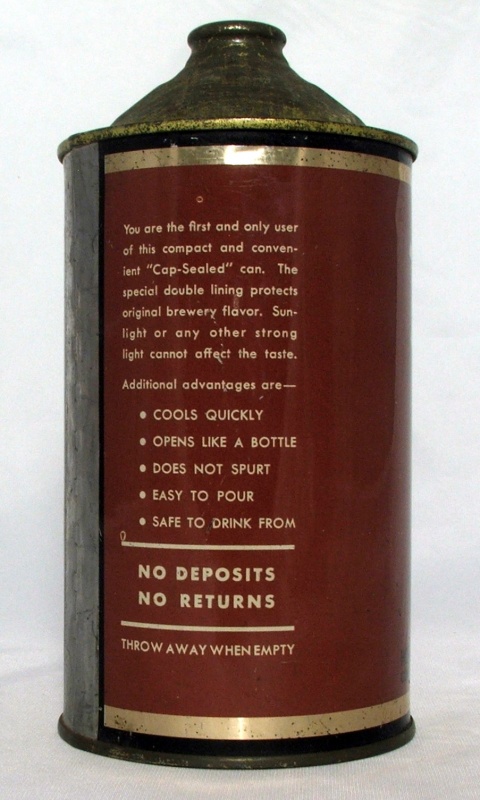 You are the first and only user
of this compact and conven-
ient "Cap-Sealed" can. The
special double lining protects
original brewery flavor. Sun-
light or any other strong
light cannot affect the taste.
Additional advantages are—
• COOLS QUICKLY
• OPENS LIKE A BOTTLE
• DOES NOT SPURT
• EASY TO POUR
• SAFE TO DRINK FROM
NO DEPOSITS
NO RETURNS
THROW AWAY WHEN EMPTY